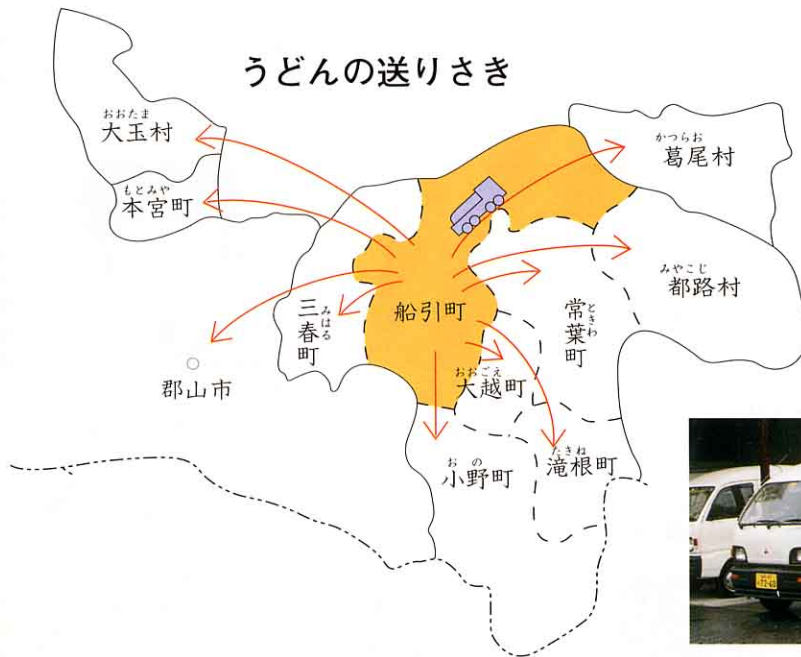 うどんの送りさき
おおたま
大玉村
もとみや
本宮町
かつらお
葛尾村
みやこじ
都路村
ときわ
常葉町
船引町
みはる
三春町
郡山市
おおごえ
大越町
おの
小野町
たきね
滝根町